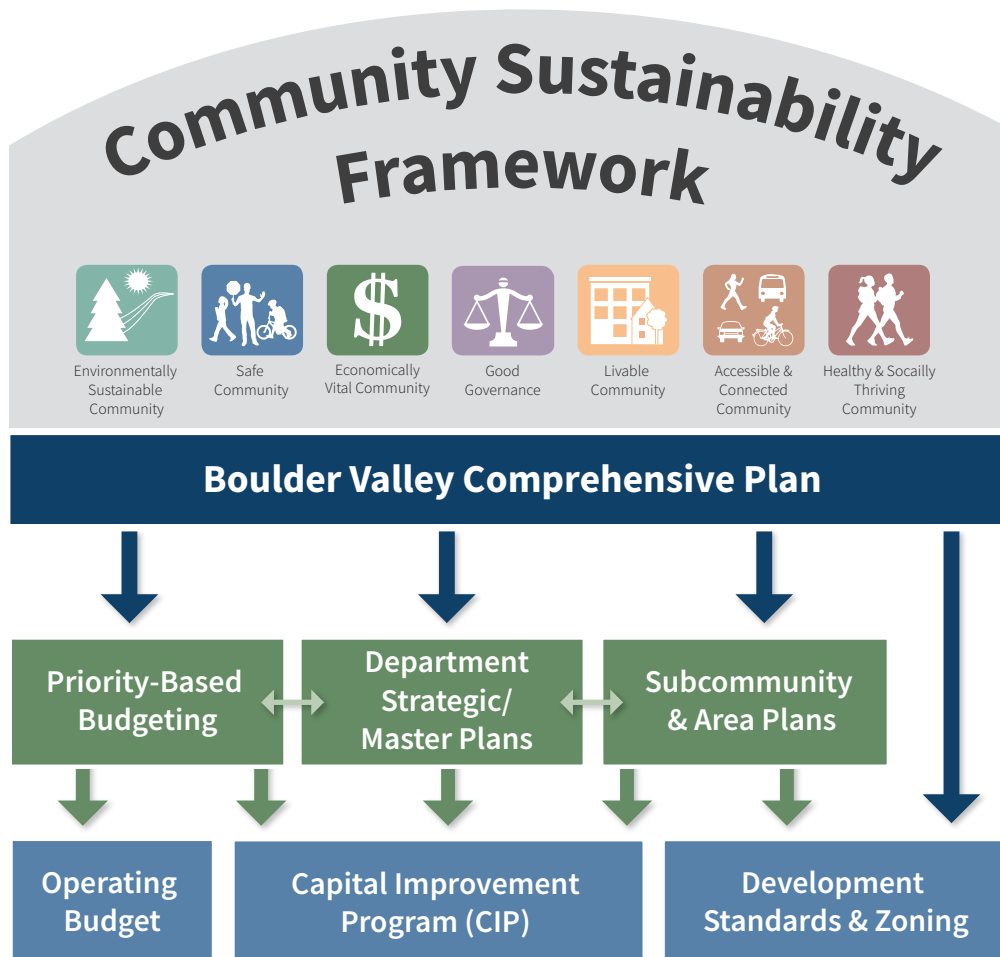 Community Sustainability
Framework
$
Environmentally
Sustainable
Community
Safe
Community
Economically
Vital Community
Good
Governance
Livable
Community
Accessible &
Connected
Community
Healthy & Socailly
Thriving
Community
Boulder Valley Comprehensive Plan
Priority-Based
Budgeting
Department
Strategic/
Master Plans
Subcommunity
& Area Plans
Operating
Budget
Capital Improvement
Program (CIP)
Development
Standards & Zoning